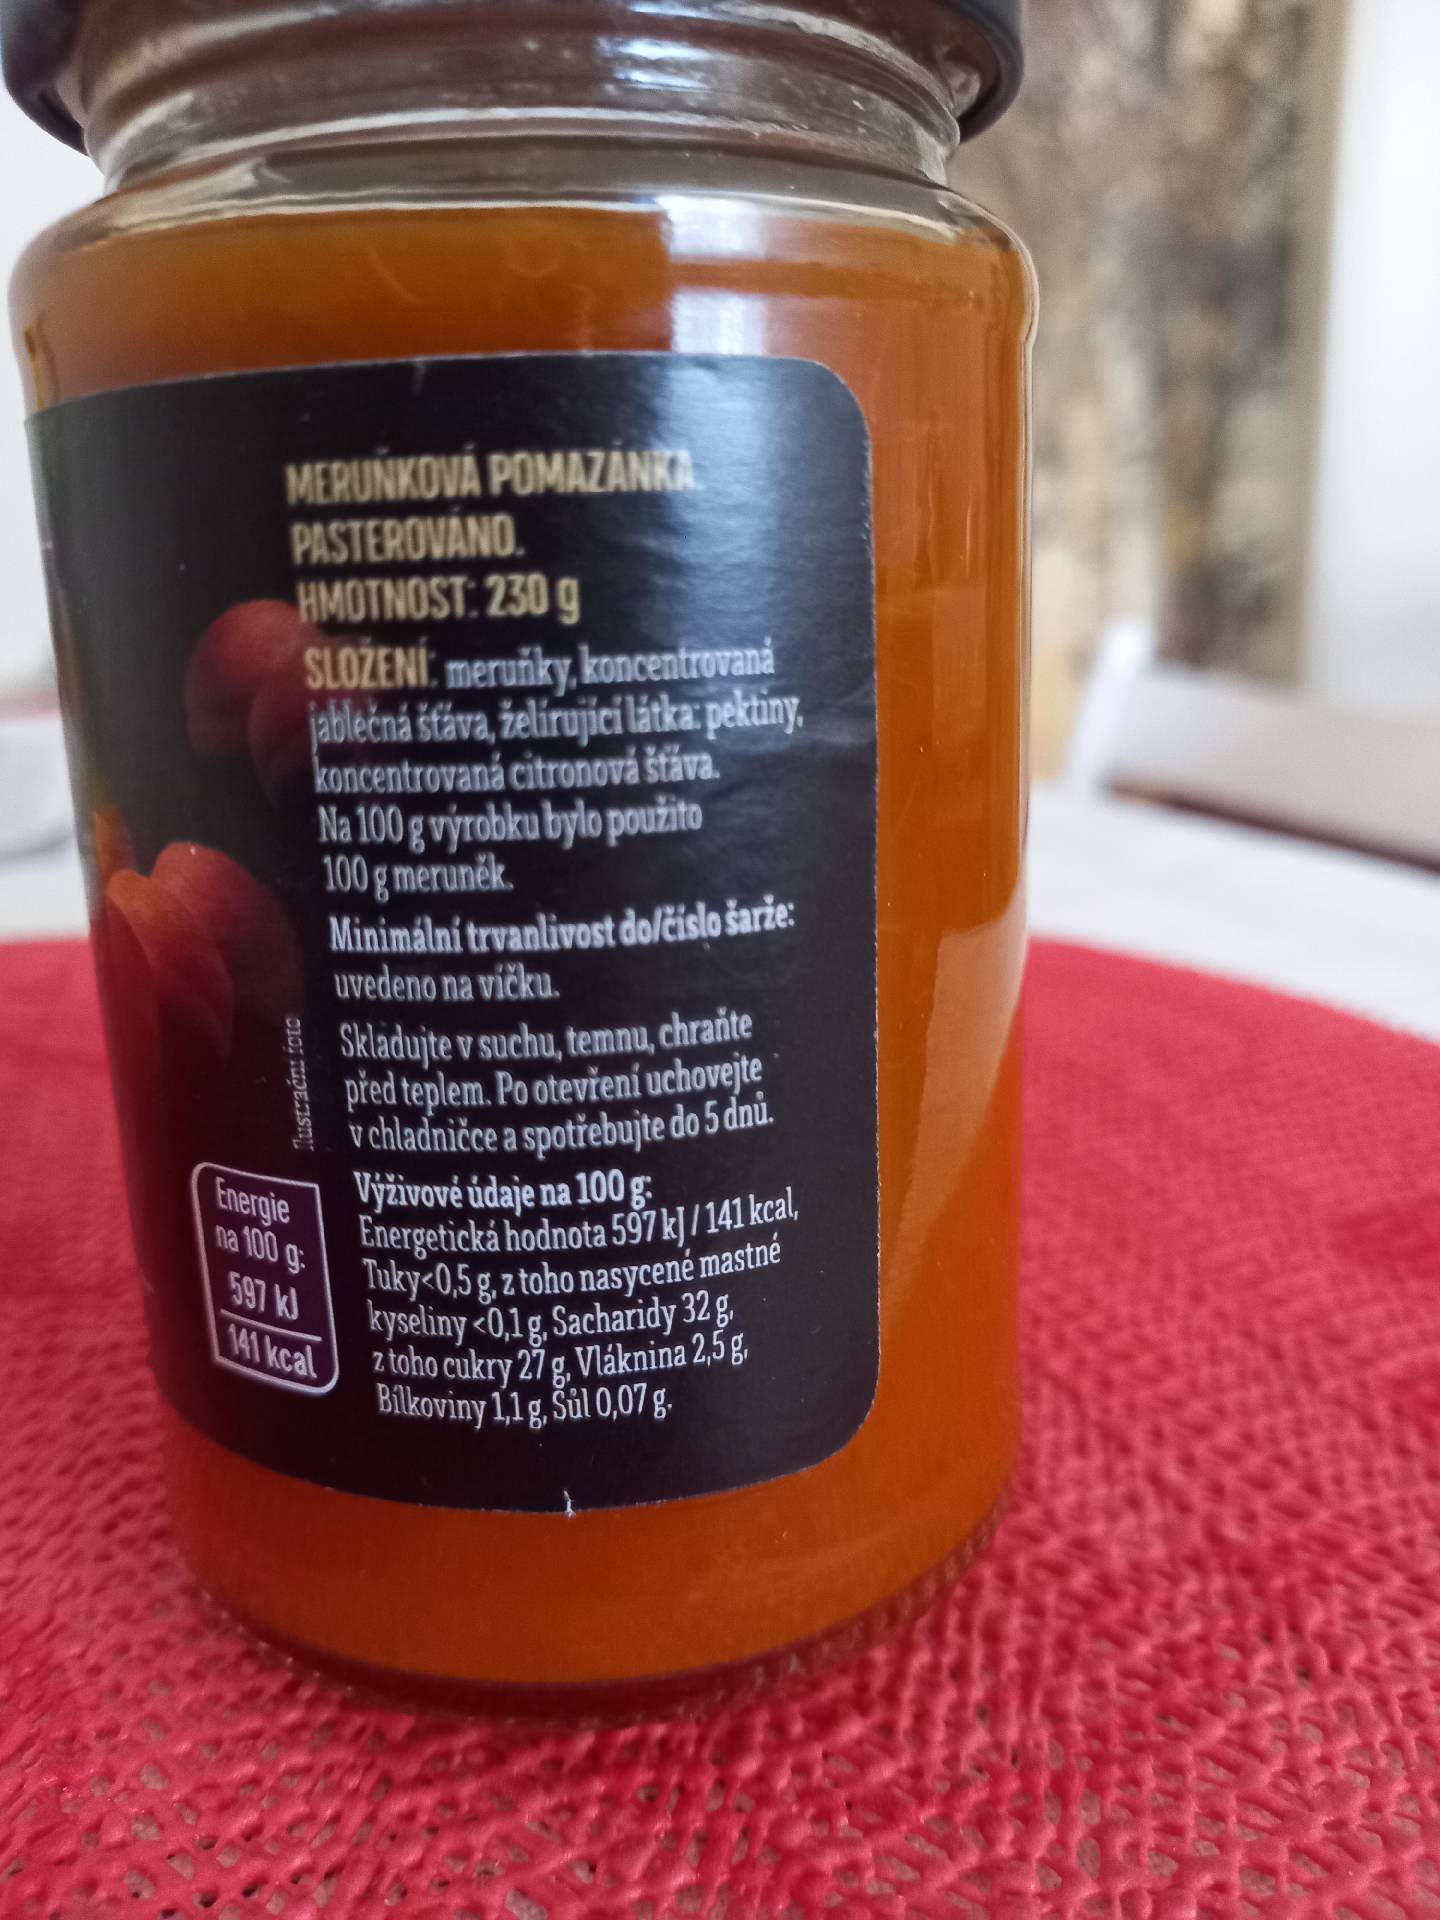 MERUŇKOVÁ POMAZÁNKA
PASTEROVÁNO.
HMOTNOST: 230 g
SLOŽENÍ: meruňky, koncentrovaná
jablečná šťáva, želírující látka: pektiny,
koncentrovaná citronová šťáva.
Na 100 g výrobku bylo použito
100 g meruněk.
Minimální trvanlivost do/číslo šarže:
uvedeno na víčku.
Skladujte v suchu, temnu, chraňte
před teplem. Po otevření uchovejte
v chladničce a spotřebujte do 5 dnů.
Ilustrační foto
Výživové údaje na 100 g:
Energetická hodnota 597 kJ / 141 kcal,
Tuky<0,5 g, z toho nasycené mastné
kyseliny <0,1 g, Sacharidy 32 g,
z toho cukry 27 g, Vláknina 2,5 g,
Bílkoviny 1,1 g, Sůl 0,07 g.
Energie
na 100 g:
597 kJ
141 kcal